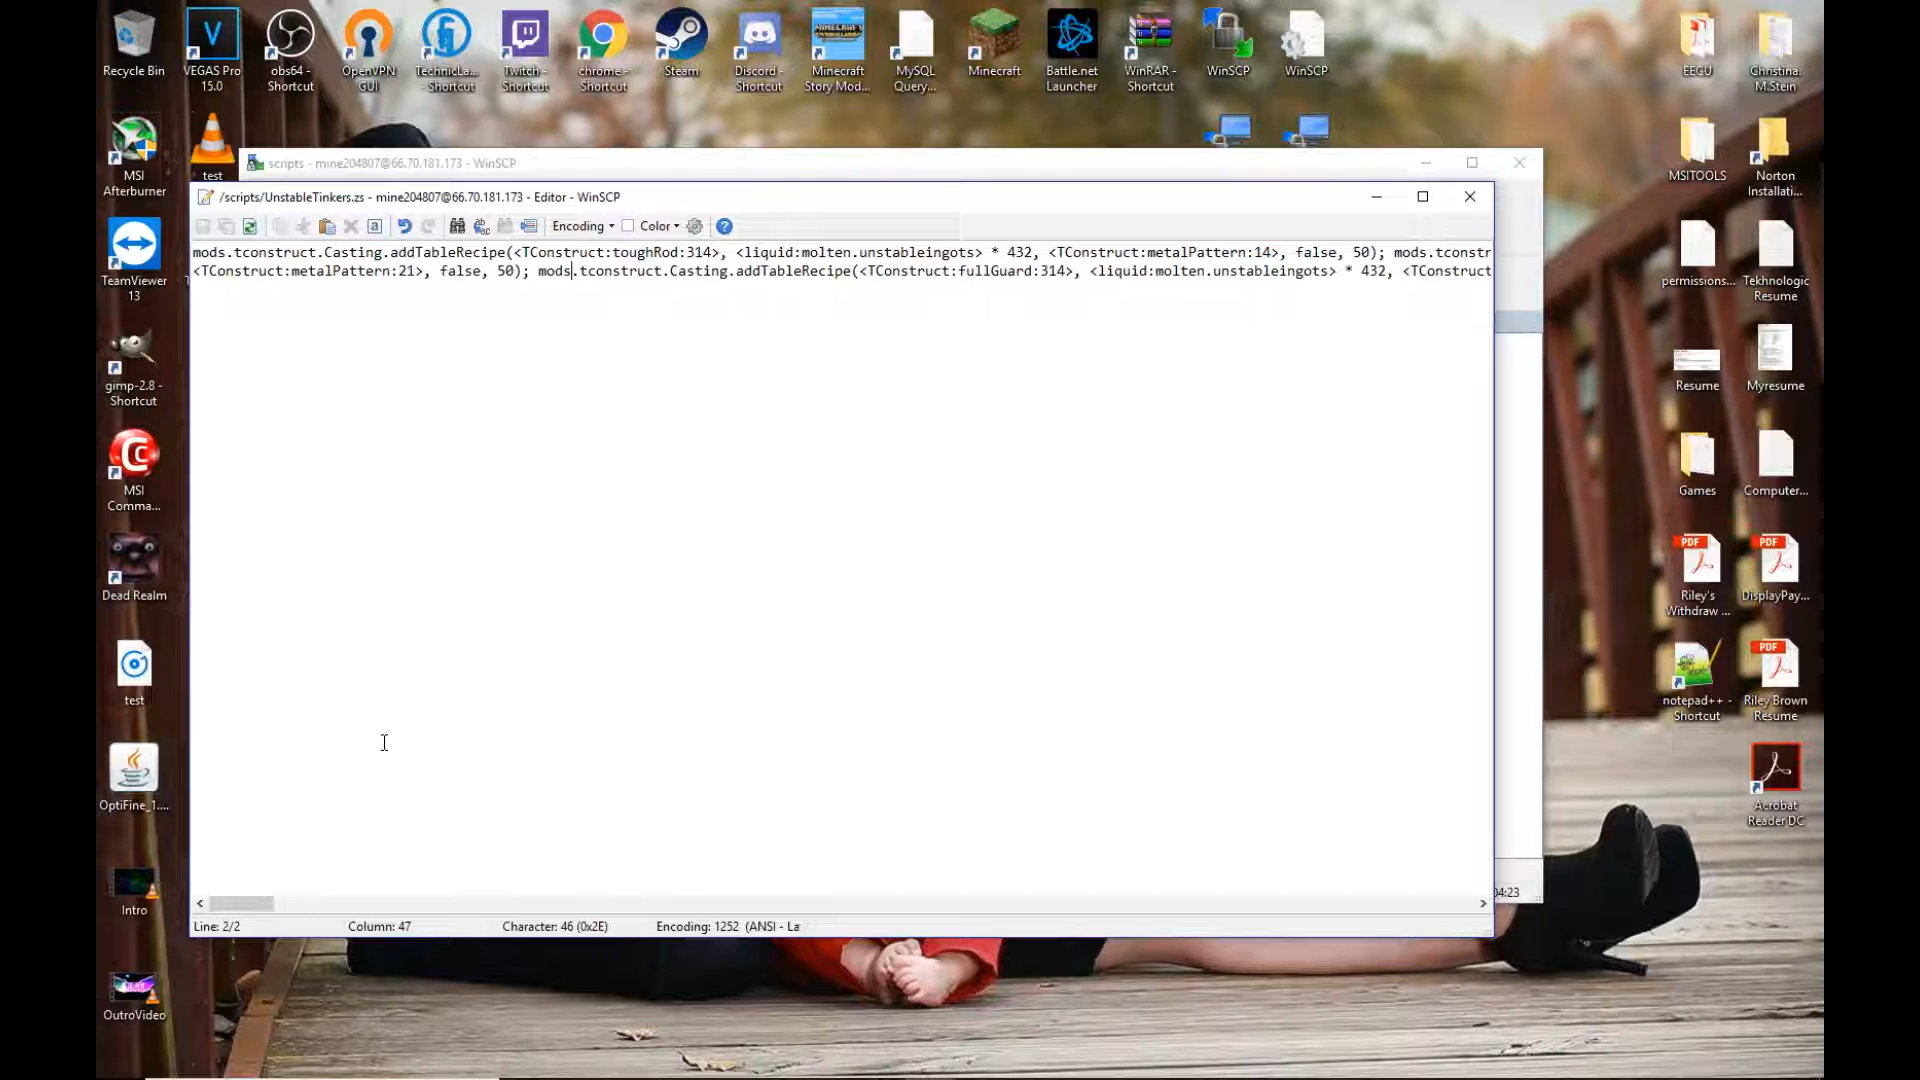 Recycle Bin
VEGAS Pro 15.0
obs64 - Shortcut
OpenVPN GUI
TechnicLa... - Shortcut
Twitch - Shortcut
chrome - Shortcut
Steam
Discord - Shortcut
Minecraft Story Mod...
MySQL Query...
Minecraft
Battle.net Launcher
WinRAR - Shortcut
WinSCP
WinSCP
EEGU
Christina.M.Stein
MSI Afterburner
test
scripts - mine204807@66.70.181.173 - WinSCP
MSITOOLS
Norton Installati...
/scripts/UnstableTinkers.zs - mine204807@66.70.181.173 - Editor - WinSCP
Encoding
Color
mods.tconstruct.Casting.addTableRecipe(<TConstruct:toughRod:314>, <liquid:molten.unstableingots> * 432, <TConstruct:metalPattern:14>, false, 50); mods.tconstr
<TConstruct:metalPattern:21>, false, 50); mods.tconstruct.Casting.addTableRecipe(<TConstruct:fullGuard:314>, <liquid:molten.unstableingots> * 432, <TConstruct
TeamViewer 13
permissions...
Tekhnologic Resume
gimp-2.8 - Shortcut
Resume
Myresume
MSI Comma...
Games
Computer...
Dead Realm
PDF
Riley's Withdraw ...
PDF
DisplayPay...
test
notepad++ - Shortcut
PDF
Riley Brown Resume
OptiFine_1....
Acrobat Reader DC
Intro
04:23
Line: 2/2
Column: 47
Character: 46 (0x2E)
Encoding: 1252 (ANSI - La
OutroVideo